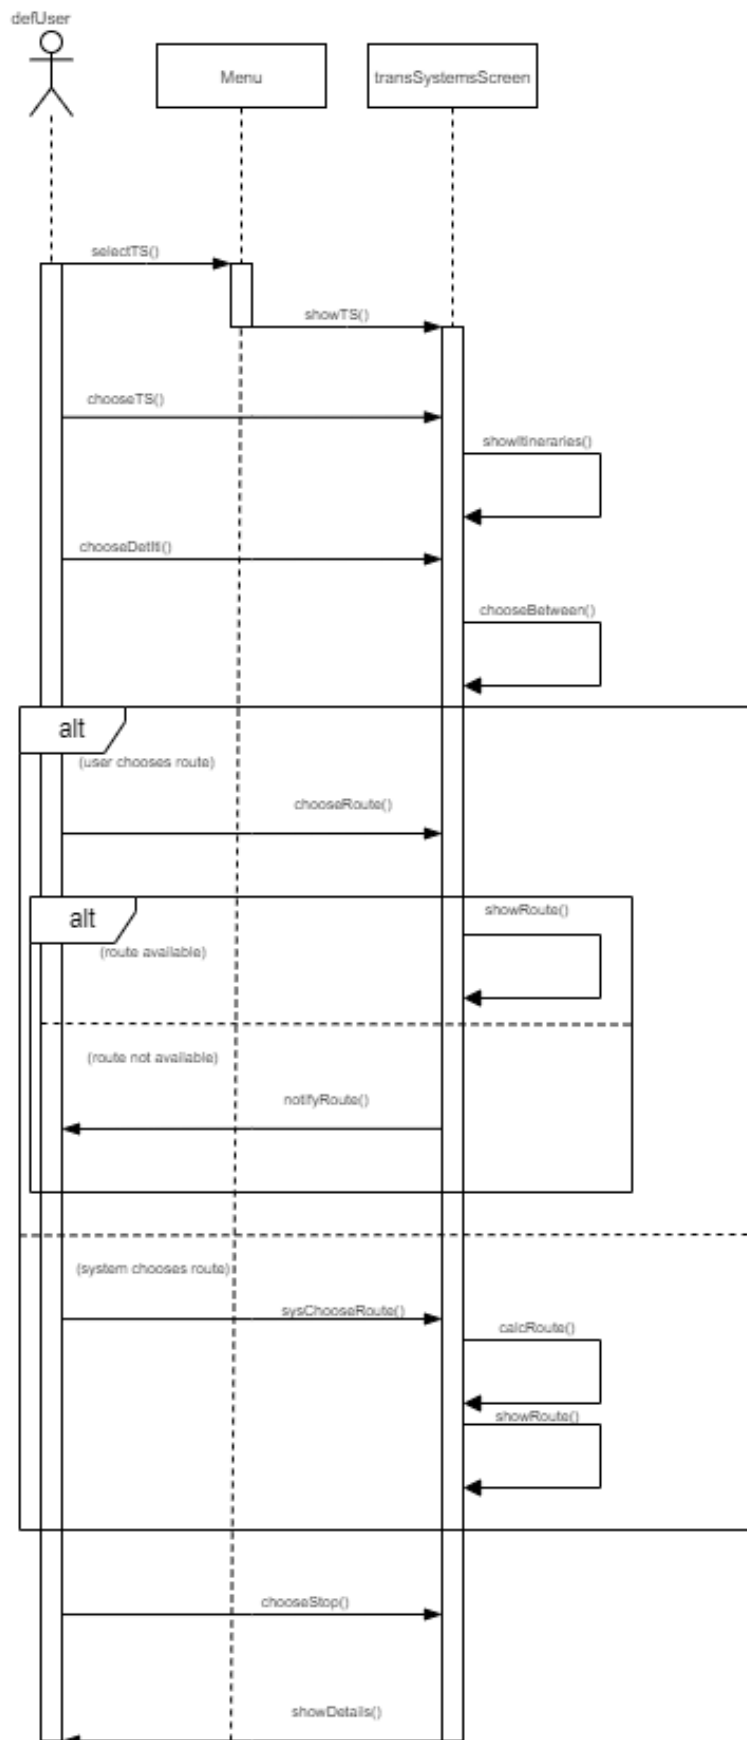 defUser
Menu
transSystemsScreen
selectTS()
showTS()
chooseTS()
showItineraries()
chooseDetIti()
chooseBetween()
alt
(user chooses route)
chooseRoute()
alt
showRoute()
(route available)
(route not available)
notifyRoute()
(system chooses route)
sysChooseRoute()
calcRoute()
showRoute()
chooseStop()
showDetails()